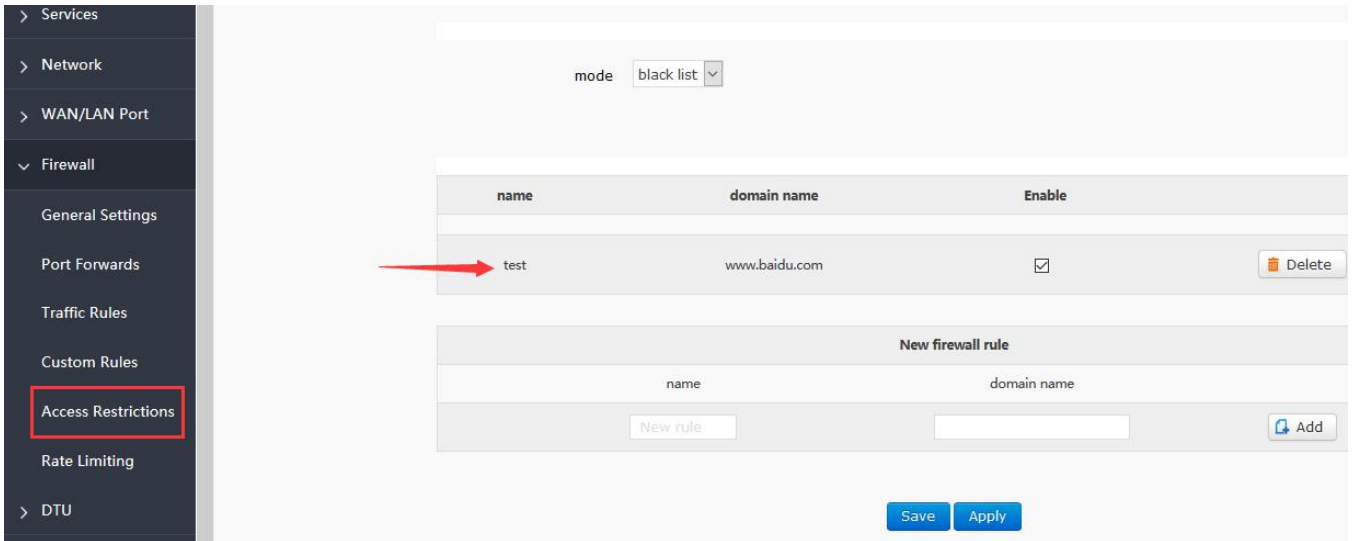 Services
Network
WAN/LAN Port
Firewall
General Settings
Port Forwards
Traffic Rules
Custom Rules
Access Restrictions
Rate Limiting
DTU
mode black list
name domain name Enable
test www.baidu.com Delete
New firewall rule
name domain name
New rule Add
Save Apply